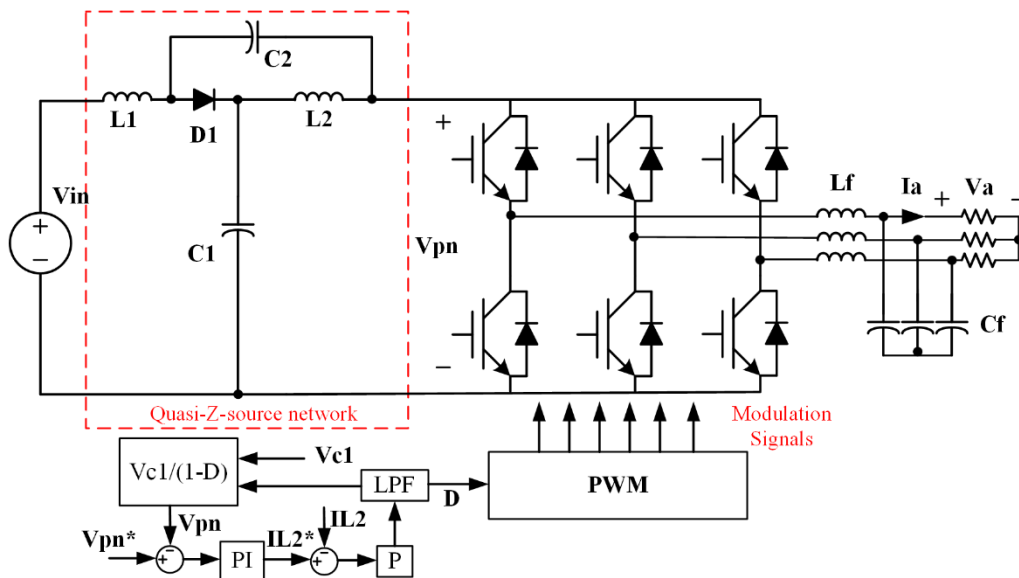 C2
L1
D1
L2
Vin
+
−
C1
+
Vpn
−
Lf
Ia
+
Va
−
Cf
Quasi-Z-source network
Modulation
Signals
Vc1/(1-D)
Vc1
LPF
D
PWM
Vpn
IL2
Vpn*
+
−
PI
IL2*
+
−
P